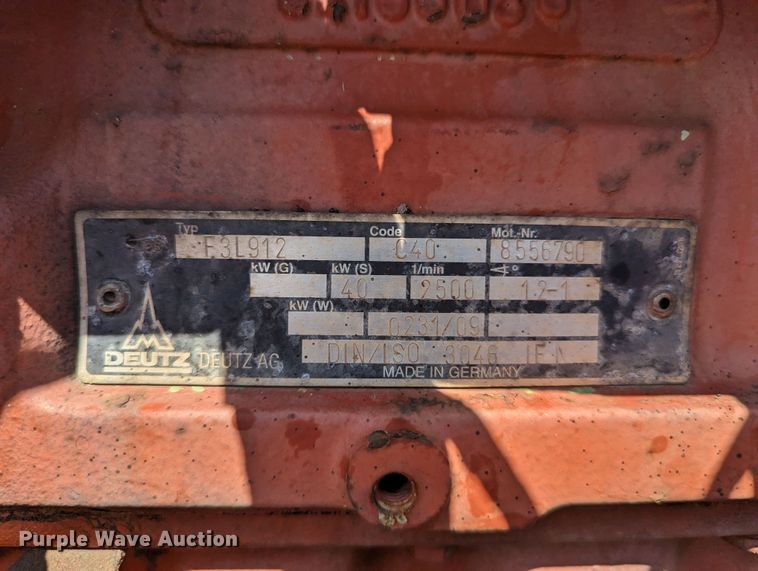 Typ Code Mot.-Nr.
F3L912 C40 8556790
kW (G) kW (S) 1/min
40 2500 1.2-1
kW (W)
0231/09
DEUTZ DEUTZ AG DIN/ISO 3046 IFN
MADE IN GERMANY
Purple Wave Auction